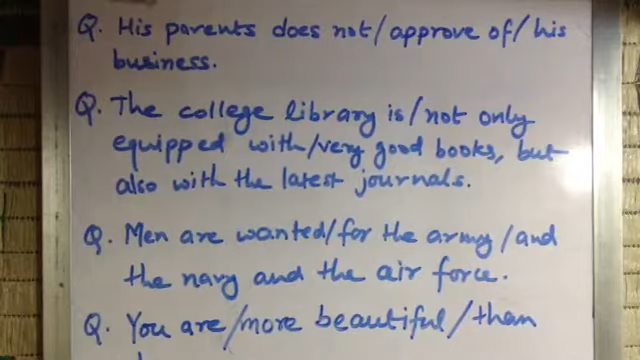 Q. His parents does not/approve of/his
business.
Q. The college library is/not only
equipped with/very good books, but
also with the latest journals.
Q. Men are wanted/for the army/and
the navy and the air force.
Q. You are/more beautiful/than